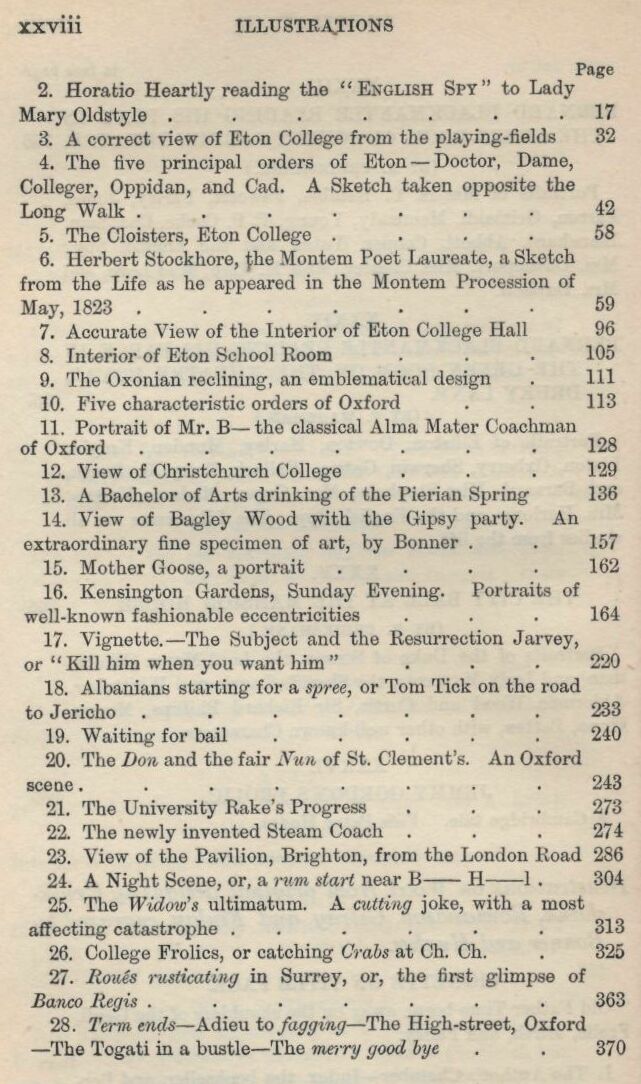 xxviii ILLUSTRATIONS
Page
2. Horatio Heartly reading the “English Spy” to Lady
Mary Oldstyle . . . . . . . 17
3. A correct view of Eton College from the playing-fields 32
4. The five principal orders of Eton—Doctor, Dame,
Colleger, Oppidan, and Cad. A Sketch taken opposite the
Long Walk . . . . . . . 42
5. The Cloisters, Eton College . . . . 58
6. Herbert Stockhore, the Montem Poet Laureate, a Sketch
from the Life as he appeared in the Montem Procession of
May, 1823 . . . . . . . 59
7. Accurate View of the Interior of Eton College Hall 96
8. Interior of Eton School Room . . . 105
9. The Oxonian reclining, an emblematical design . 111
10. Five characteristic orders of Oxford . . 113
11. Portrait of Mr. B— the classical Alma Mater Coachman
of Oxford . . . . . . . 128
12. View of Christchurch College . . . 129
13. A Bachelor of Arts drinking of the Pierian Spring 136
14. View of Bagley Wood with the Gipsy party. An
extraordinary fine specimen of art, by Bonner . . 157
15. Mother Goose, a portrait . . . . 162
16. Kensington Gardens, Sunday Evening. Portraits of
well-known fashionable eccentricities . . . 164
17. Vignette.—The Subject and the Resurrection Jarvey,
or “Kill him when you want him” . . . 220
18. Albanians starting for a spree, or Tom Tick on the road
to Jericho . . . . . . . 233
19. Waiting for bail . . . . . 240
20. The Don and the fair Nun of St. Clement's. An Oxford
scene . . . . . . . . 243
21. The University Rake's Progress . . . 273
22. The newly invented Steam Coach . . . 274
23. View of the Pavilion, Brighton, from the London Road 286
24. A Night Scene, or, a rum start near B—— H——l . 304
25. The Widow's ultimatum. A cutting joke, with a most
affecting catastrophe . . . . . . 313
26. College Frolics, or catching Crabs at Ch. Ch. . 325
27. Roués rusticating in Surrey, or, the first glimpse of
Banco Regis . . . . . . . 363
28. Term ends—Adieu to fagging—The High-street, Oxford
—The Togati in a bustle—The merry good bye . . 370